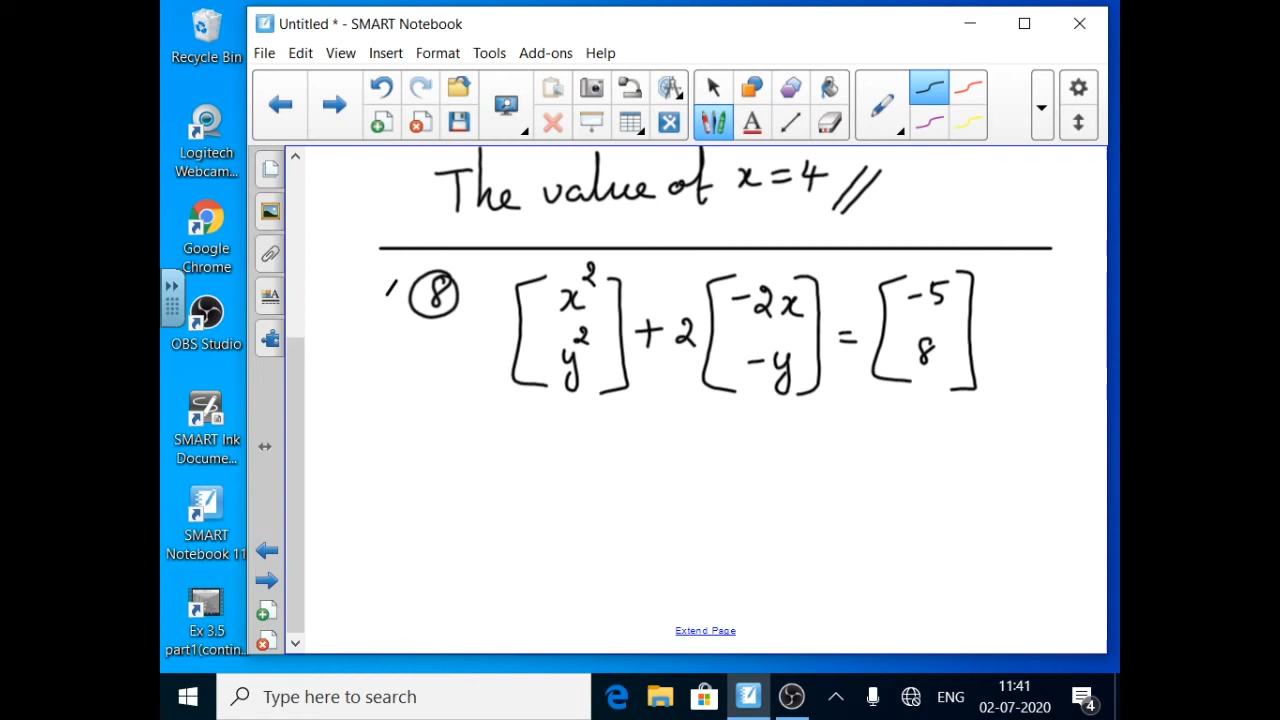 Untitled * - SMART Notebook
File Edit View Insert Format Tools Add-ons Help
Recycle Bin
Logitech
Webcam...
Google
Chrome
OBS Studio
SMART Ink
Docume...
SMART
Notebook 11
Ex 3.5
part1(contin...
The value of x = 4 //
⑧ [x² y²] + 2 [-2x -y] = [-5 8]
Extend Page
Type here to search
ENG
11:41
02-07-2020
4